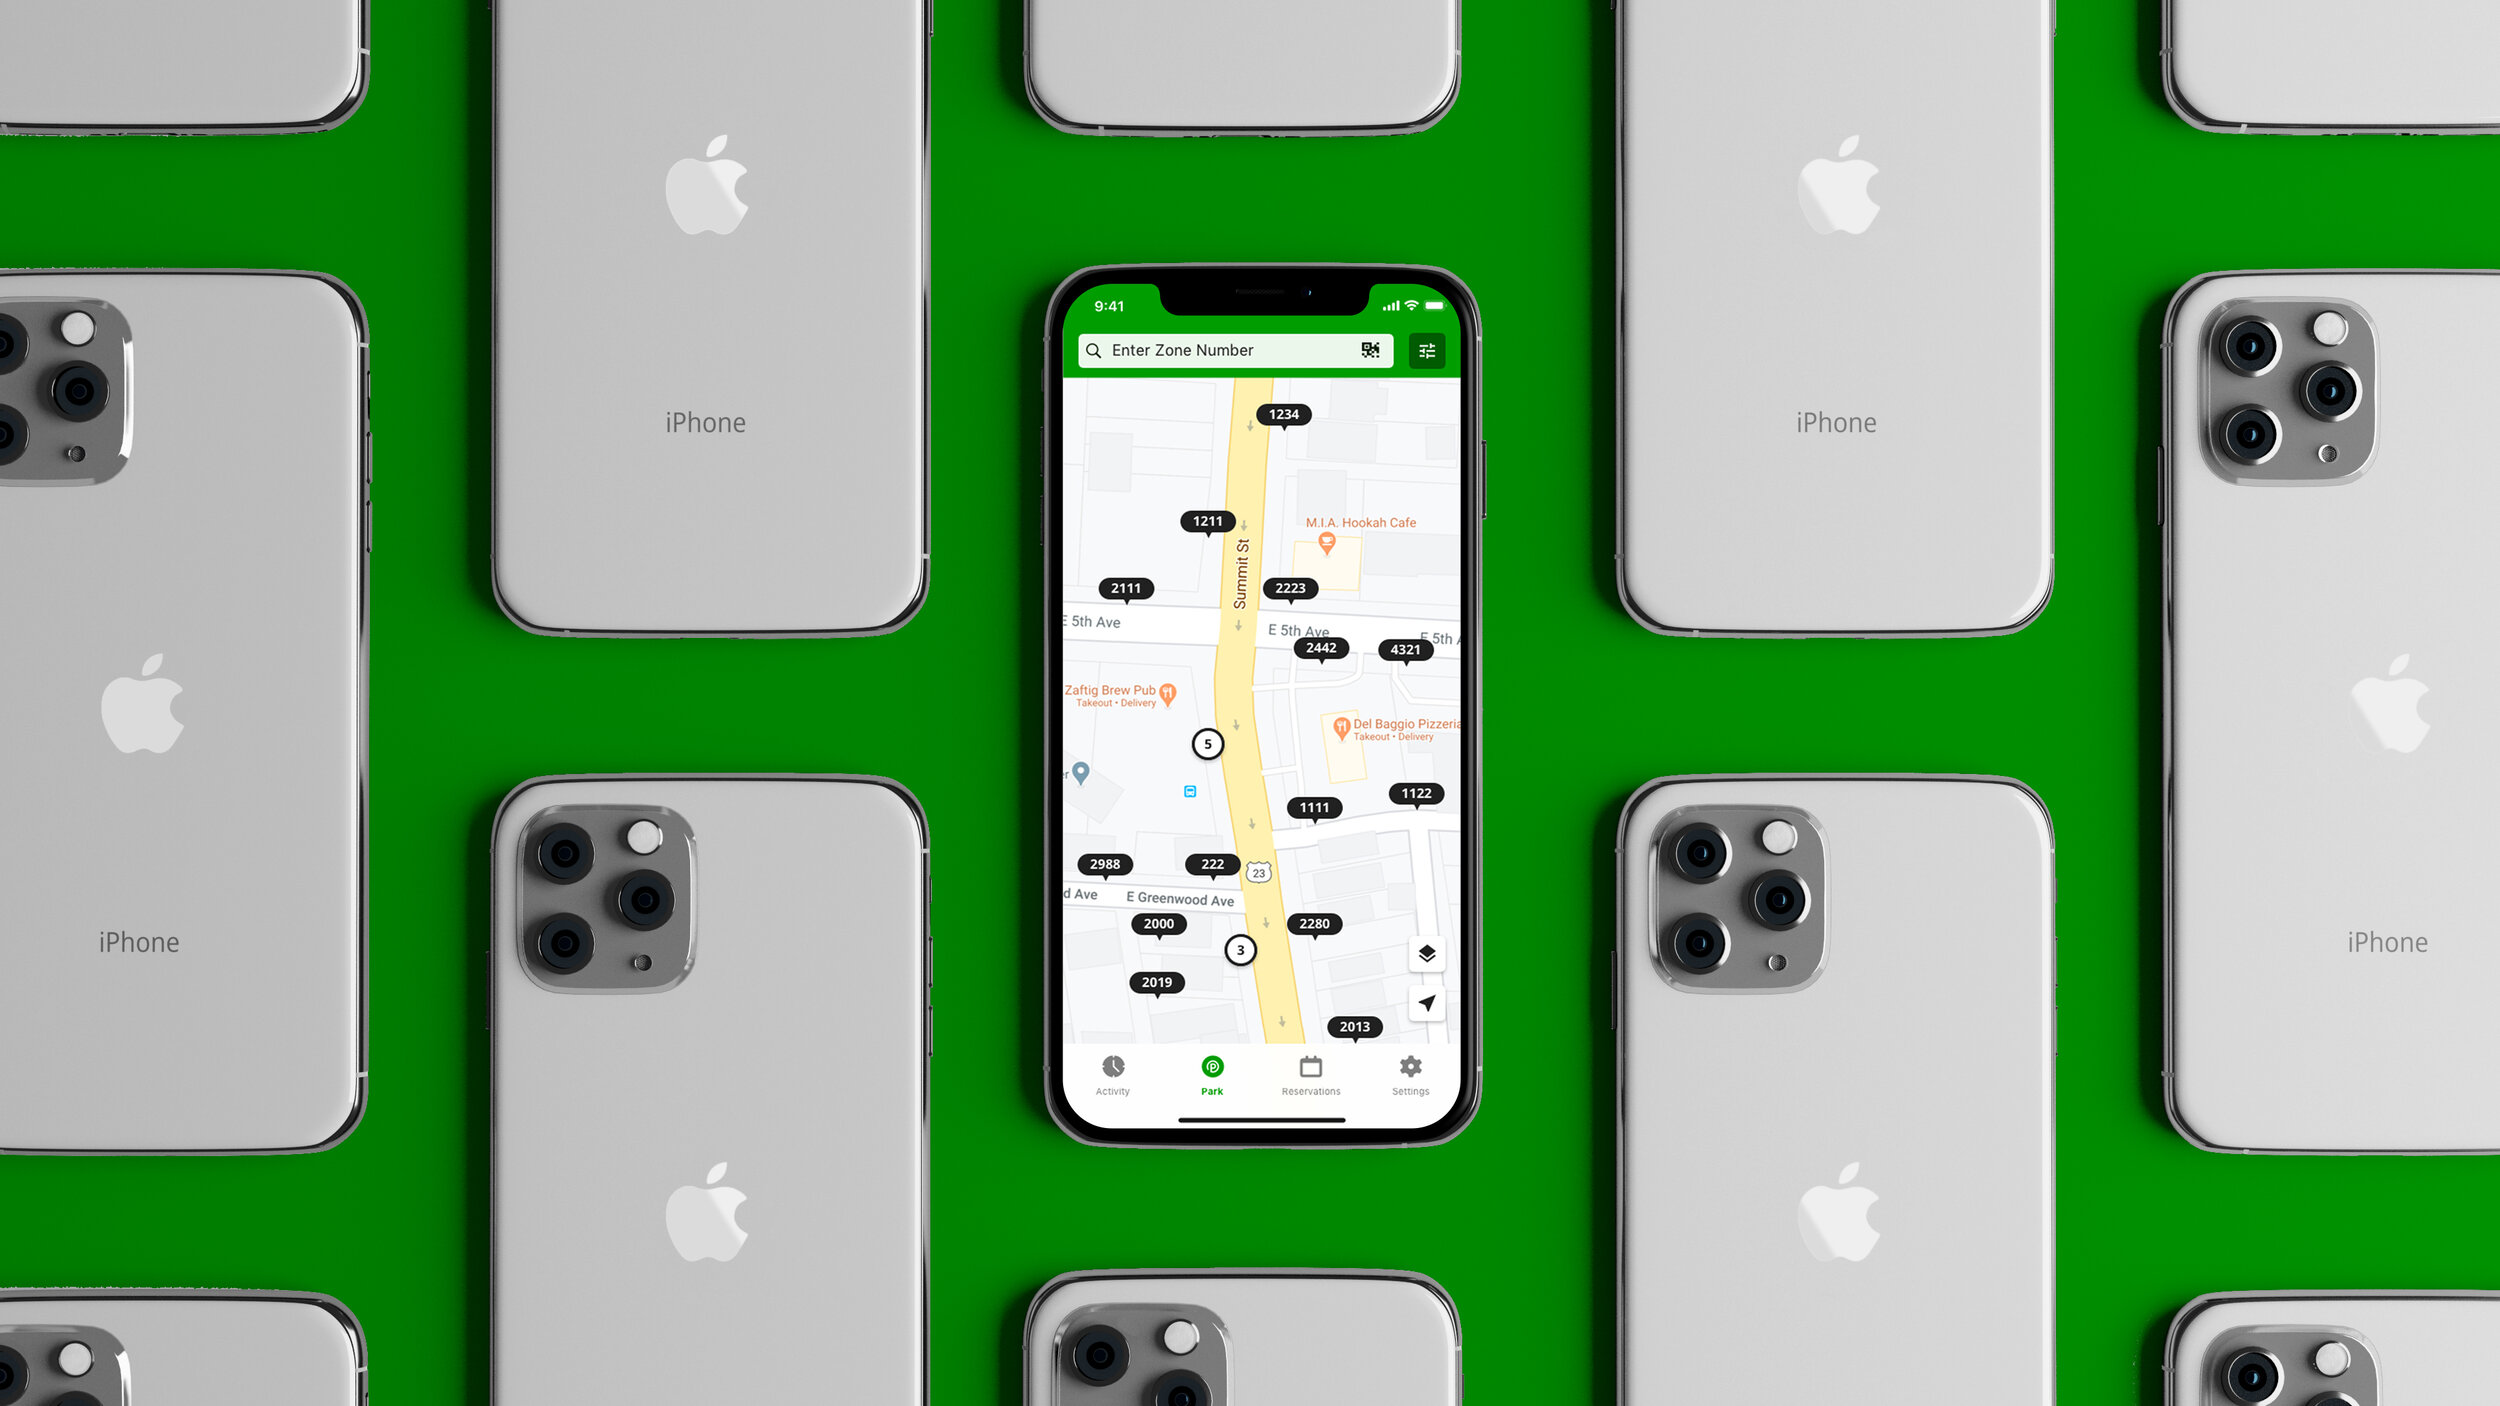 iPhone
iPhone
9:41
Enter Zone Number
1234
1211
M.I.A. Hookah Cafe
Summit St
2111
2223
E 5th Ave
E 5th Ave
E 5th
2442
4321
Zaftig Brew Pub
Takeout • Delivery
Del Baggio Pizzeria
Takeout • Delivery
5
1122
1111
2988
222
23
d Ave
E Greenwood Ave
2000
2280
3
2019
2013
Activity
Park
Reservations
Settings
iPhone
iPhone